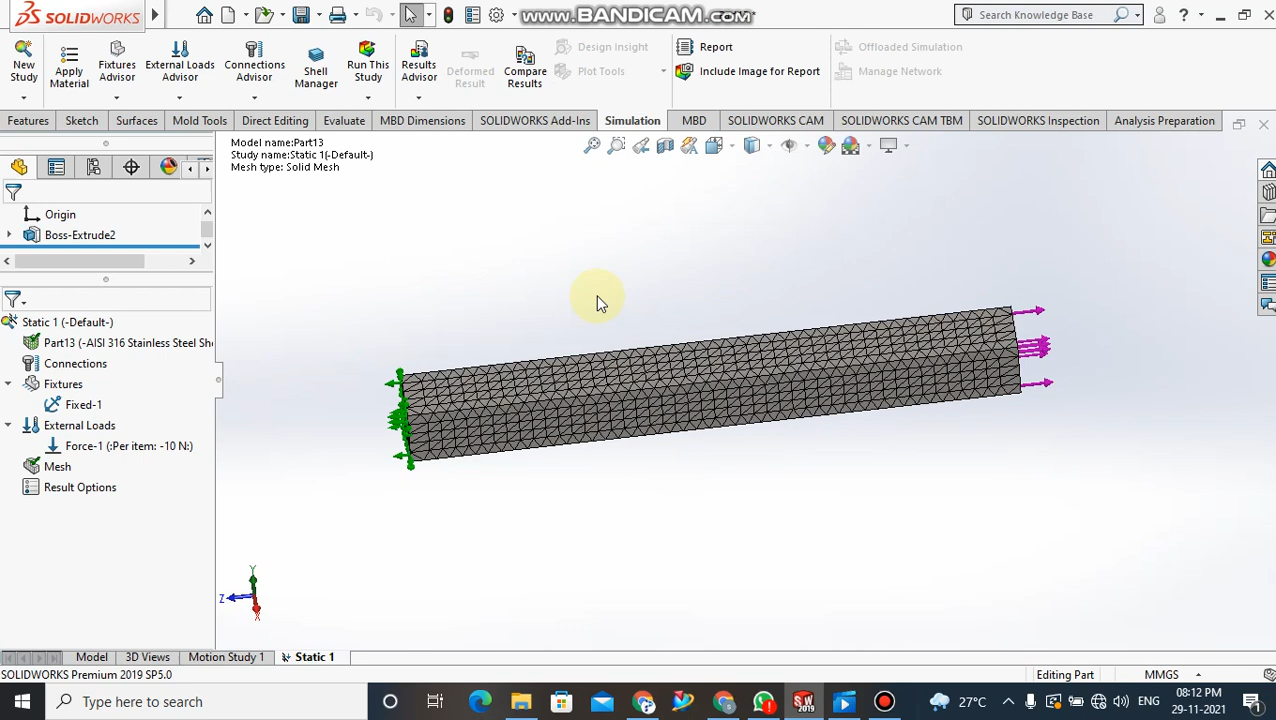 SOLIDWORKS
www.BANDICAM.com
Search Knowledge Base
?
New Study
Apply Material
Fixtures Advisor
External Loads Advisor
Connections Advisor
Shell Manager
Run This Study
Results Advisor
Deformed Result
Compare Results
Design Insight
Plot Tools
Report
Include Image for Report
Offloaded Simulation
Manage Network
Features
Sketch
Surfaces
Mold Tools
Direct Editing
Evaluate
MBD Dimensions
SOLIDWORKS Add-Ins
Simulation
MBD
SOLIDWORKS CAM
SOLIDWORKS CAM TBM
SOLIDWORKS Inspection
Analysis Preparation
Model name:Part13
Study name:Static 1(-Default-)
Mesh type: Solid Mesh
Origin
Boss-Extrude2
Static 1 (-Default-)
Part13 (-AISI 316 Stainless Steel Sh
Connections
Fixtures
Fixed-1
External Loads
Force-1 (:Per item: -10 N:)
Mesh
Result Options
Y
Z
X
Model
3D Views
Motion Study 1
Static 1
SOLIDWORKS Premium 2019 SP5.0
Editing Part
MMGS
Type here to search
SW
2019
27°C
ENG
08:12 PM
29-11-2021